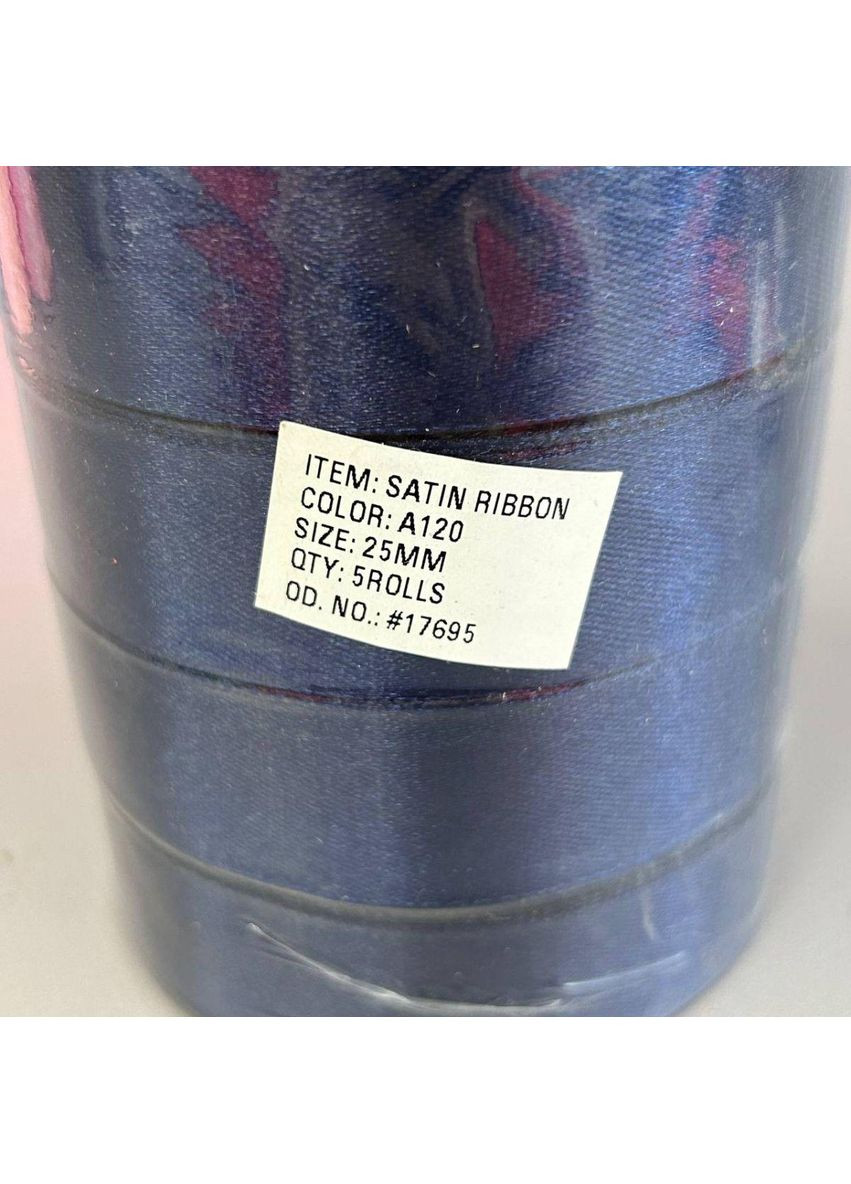 ITEM: SATIN RIBBON
COLOR: A120
SIZE: 25MM
QTY: 5ROLLS
OD. NO.: #17695